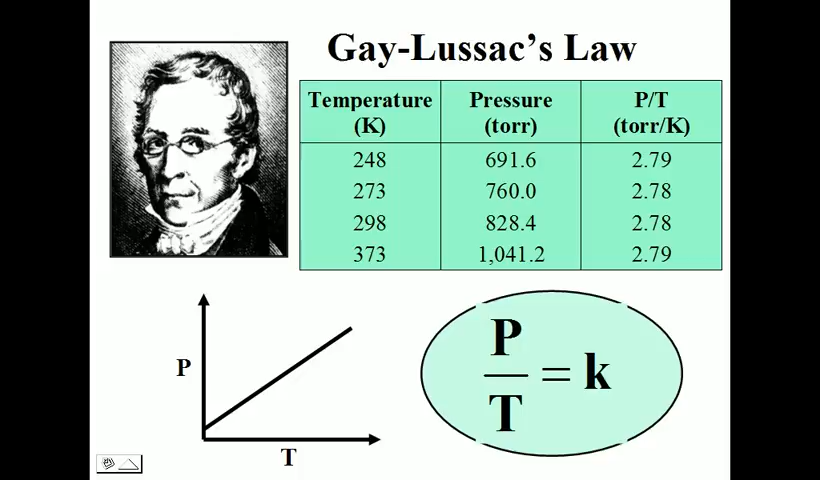 Gay-Lussac's Law
Temperature (K) Pressure (torr) P/T (torr/K)
248 691.6 2.79
273 760.0 2.78
298 828.4 2.78
373 1,041.2 2.79
P
T
P
T
= k